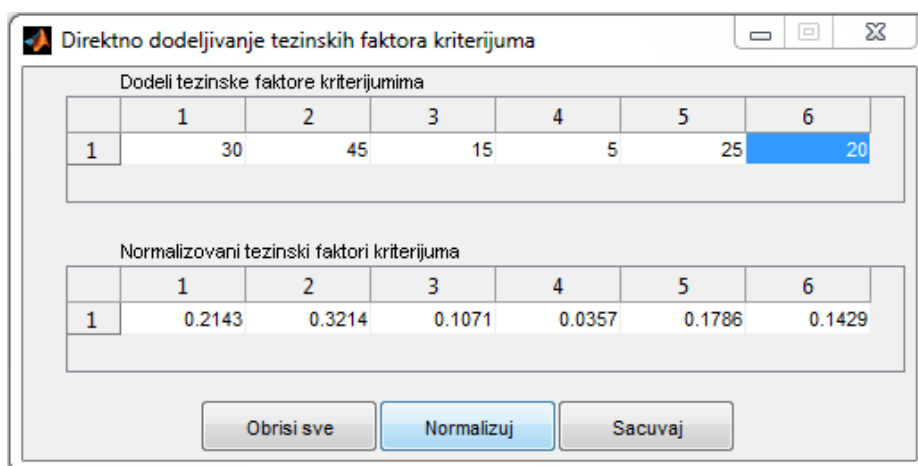 Direktno dodeljivanje tezinskih faktora kriterijuma
Dodeli tezinske faktore kriterijumima
1 2 3 4 5 6
1 30 45 15 5 25 20
Normalizovani tezinski faktori kriterijuma
1 2 3 4 5 6
1 0.2143 0.3214 0.1071 0.0357 0.1786 0.1429
Obrisi sve Normalizuj Sacuvaj